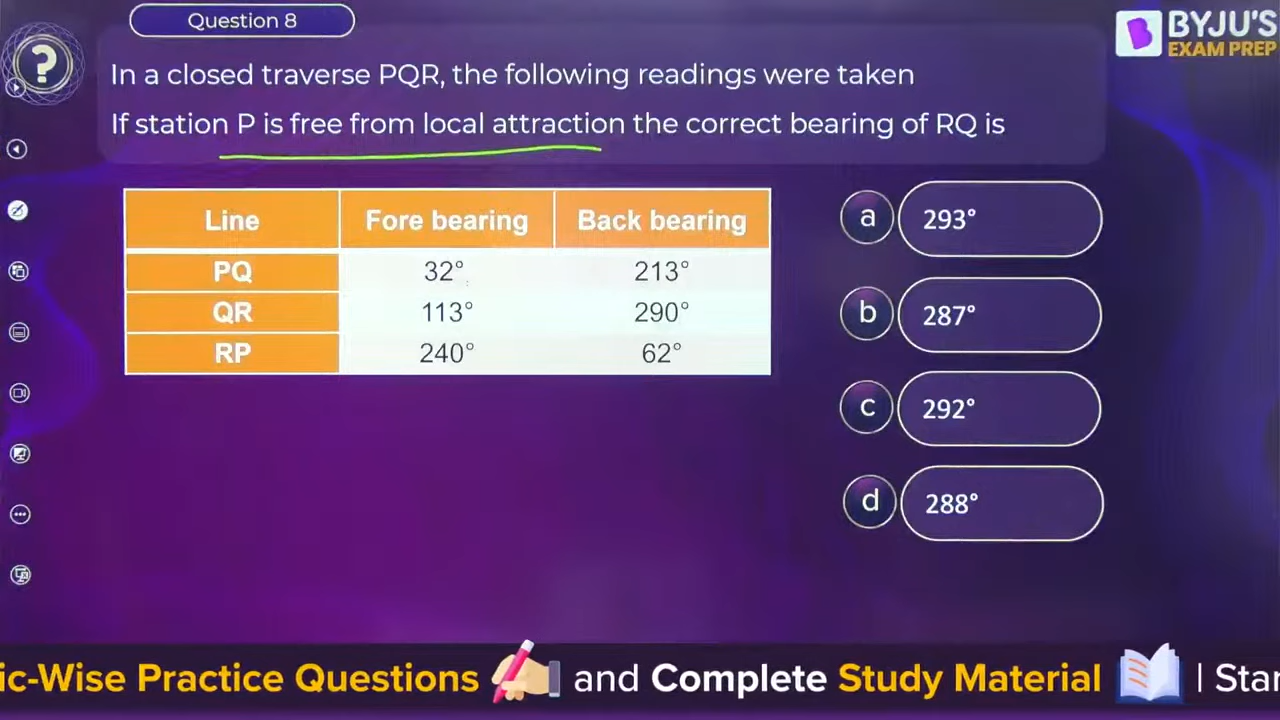 Question 8
BYJU'S
EXAM PREP
?
In a closed traverse PQR, the following readings were taken
If station P is free from local attraction the correct bearing of RQ is
Line Fore bearing Back bearing
PQ 32° 213°
QR 113° 290°
RP 240° 62°
a 293°
b 287°
c 292°
d 288°
ic-Wise Practice Questions and Complete Study Material | Star